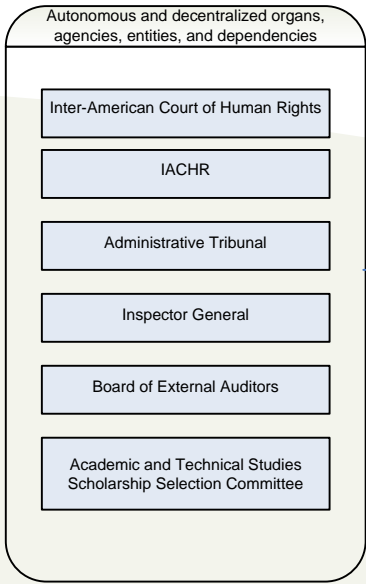 Autonomous and decentralized organs,
agencies, entities, and dependencies
Inter-American Court of Human Rights
IACHR
Administrative Tribunal
Inspector General
Board of External Auditors
Academic and Technical Studies
Scholarship Selection Committee